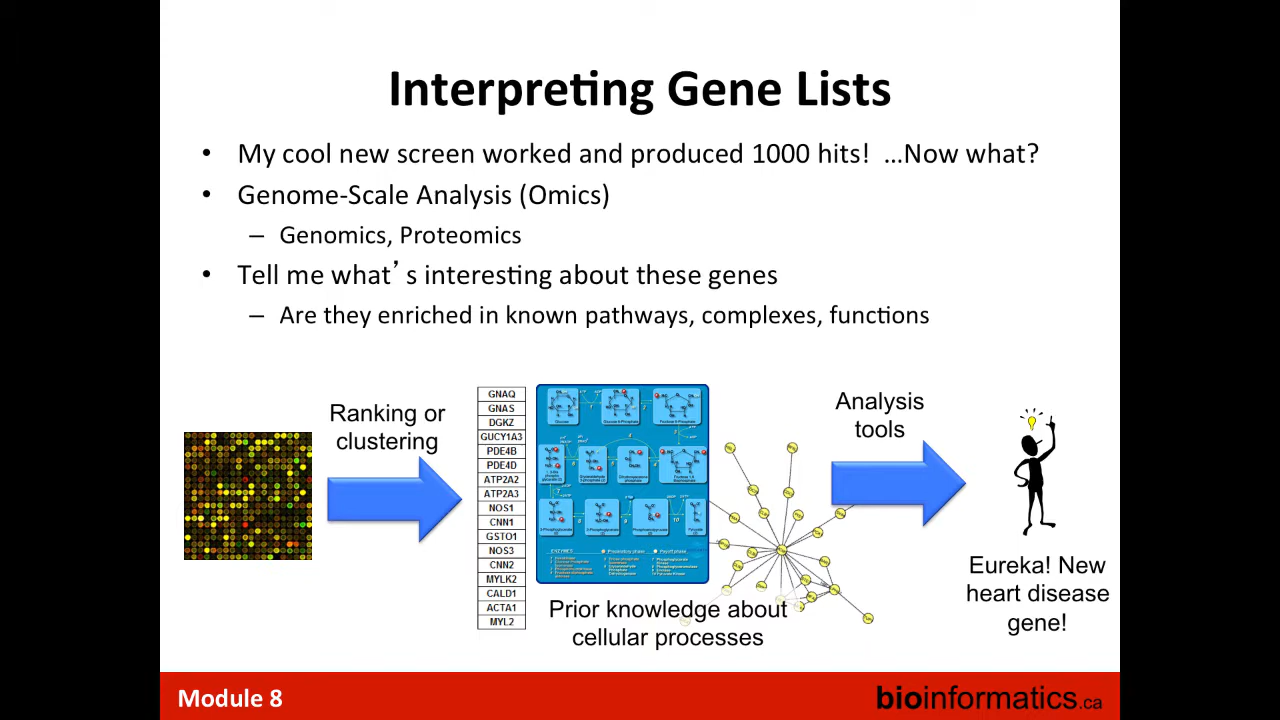 Interpreting Gene Lists
• My cool new screen worked and produced 1000 hits! …Now what?
• Genome-Scale Analysis (Omics)
– Genomics, Proteomics
• Tell me what’s interesting about these genes
– Are they enriched in known pathways, complexes, functions
Ranking or
clustering
GNAQ
GNAS
DGKZ
GUCY1A3
PDE4B
PDE4D
ATP2A2
ATP2A3
NOS1
CNN1
GSTO1
NOS3
CNN2
MYLK2
CALD1
ACTA1
MYL2
Prior knowledge about
cellular processes
Analysis
tools
Eureka! New
heart disease
gene!
Module 8
bioinformatics.ca